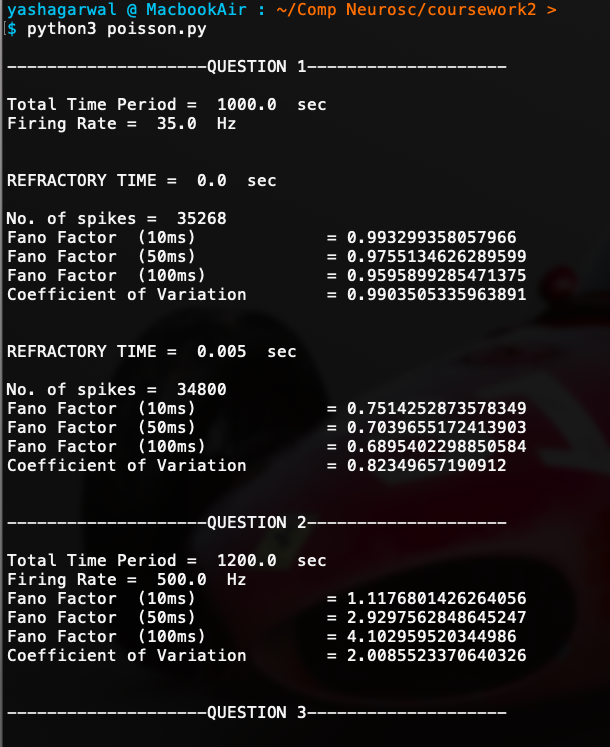 yashagarwal @ MacbookAir : ~/Comp Neurosc/coursework2 >
[$ python3 poisson.py
--------------------QUESTION 1--------------------
Total Time Period =  1000.0  sec
Firing Rate =  35.0  Hz
REFRACTORY TIME =  0.0  sec
No. of spikes =  35268
Fano Factor  (10ms)             = 0.993299358057966
Fano Factor  (50ms)             = 0.9755134626289599
Fano Factor  (100ms)            = 0.9595899285471375
Coefficient of Variation        = 0.9903505335963891
REFRACTORY TIME =  0.005  sec
No. of spikes =  34800
Fano Factor  (10ms)             = 0.7514252873578349
Fano Factor  (50ms)             = 0.7039655172413903
Fano Factor  (100ms)            = 0.6895402298850584
Coefficient of Variation        = 0.82349657190912
--------------------QUESTION 2--------------------
Total Time Period =  1200.0  sec
Firing Rate =  500.0  Hz
Fano Factor  (10ms)             = 1.1176801426264056
Fano Factor  (50ms)             = 2.9297562848645247
Fano Factor  (100ms)            = 4.102959520344986
Coefficient of Variation        = 2.0085523370640326
--------------------QUESTION 3--------------------